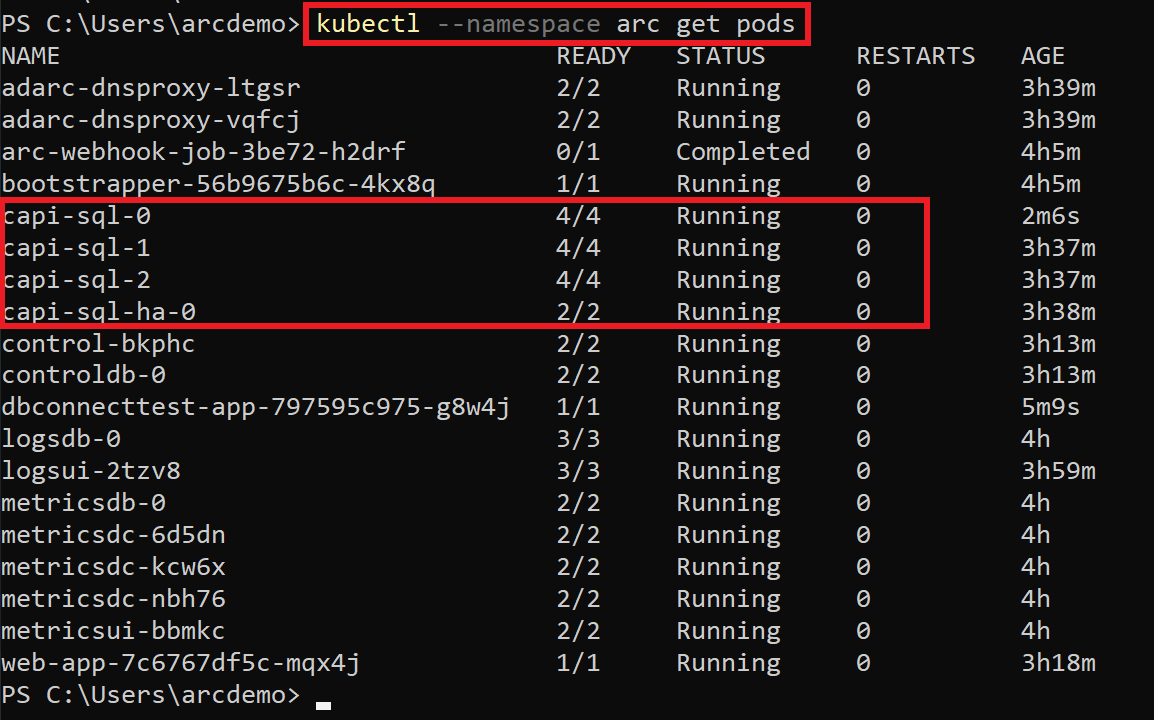 PS C:\Users\arcdemo> kubectl --namespace arc get pods
NAME READY STATUS RESTARTS AGE
adarc-dnsproxy-ltgsr 2/2 Running 0 3h39m
adarc-dnsproxy-vqfcj 2/2 Running 0 3h39m
arc-webhook-job-3be72-h2drf 0/1 Completed 0 4h5m
bootstrapper-56b9675b6c-4kx8q 1/1 Running 0 4h5m
capi-sql-0 4/4 Running 0 2m6s
capi-sql-1 4/4 Running 0 3h37m
capi-sql-2 4/4 Running 0 3h37m
capi-sql-ha-0 2/2 Running 0 3h38m
control-bkphc 2/2 Running 0 3h13m
controldb-0 2/2 Running 0 3h13m
dbconnecttest-app-797595c975-g8w4j 1/1 Running 0 5m9s
logsdb-0 3/3 Running 0 4h
logsui-2tzv8 3/3 Running 0 3h59m
metricsdb-0 2/2 Running 0 4h
metricsdc-6d5dn 2/2 Running 0 4h
metricsdc-kcw6x 2/2 Running 0 4h
metricsdc-nbh76 2/2 Running 0 4h
metricsui-bbmkc 2/2 Running 0 4h
web-app-7c6767df5c-mqx4j 1/1 Running 0 3h18m
PS C:\Users\arcdemo>